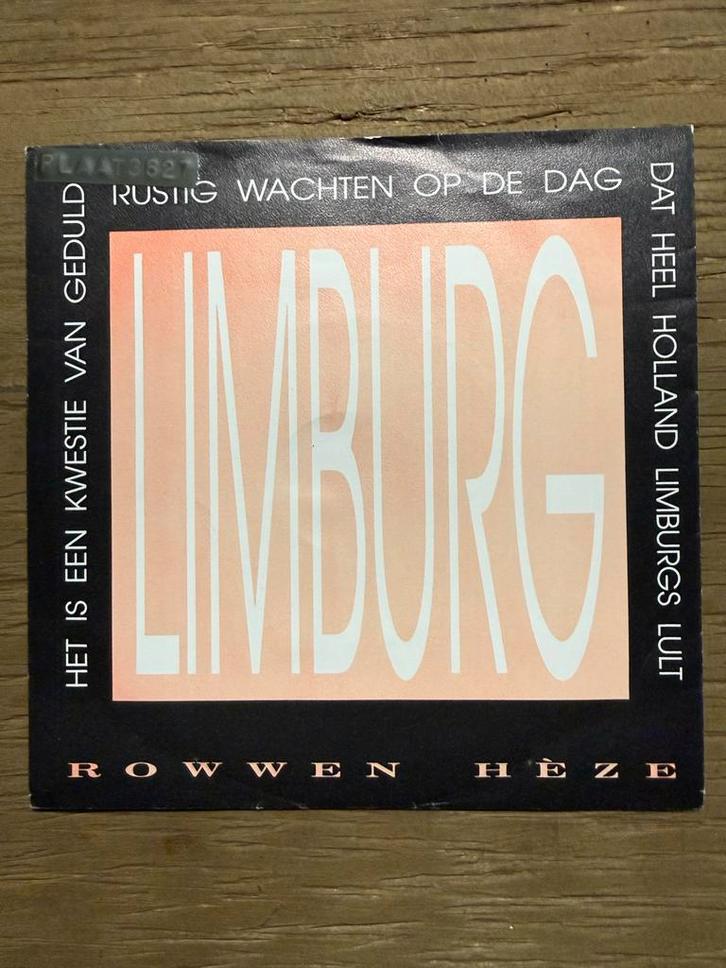 PLAAT3627
HET IS EEN KWESTIE VAN GEDULD
RUSTIG WACHTEN OP DE DAG
DAT HEEL HOLLAND LIMBURGS LULT
LIMBURG
ROWWEN HÈZE